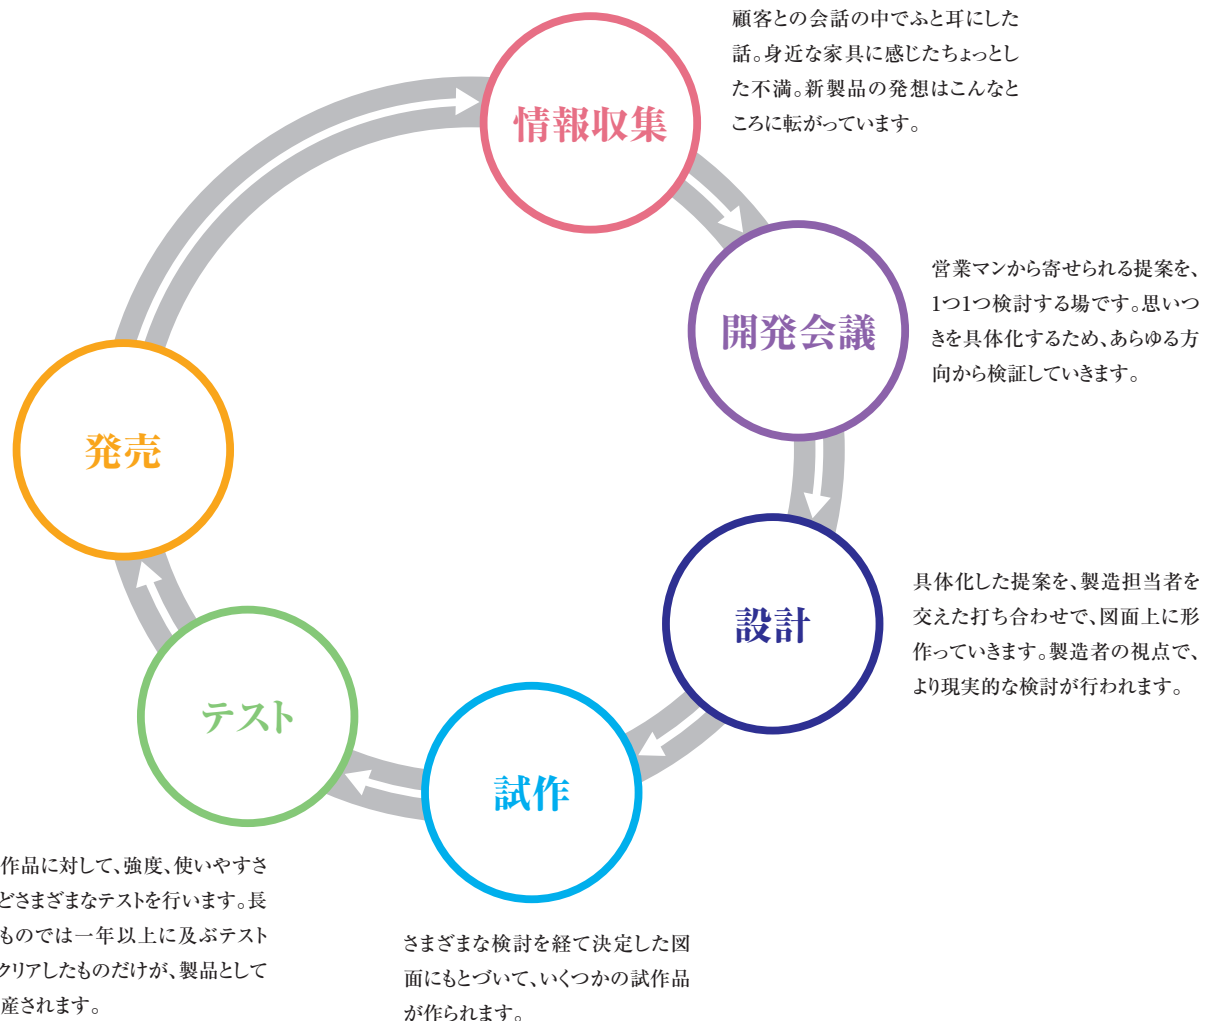 情報収集
顧客との会話の中でふと耳にした
話。身近な家具に感じたちょっとし
た不満。新製品の発想はこんなと
ころに転がっています。
開発会議
営業マンから寄せられる提案を、
1つ1つ検討する場です。思いつ
きを具体化するため、あらゆる方
向から検証していきます。
設計
具体化した提案を、製造担当者を
交えた打ち合わせで、図面上に形
作っていきます。製造者の視点で、
より現実的な検討が行われます。
試作
さまざまな検討を経て決定した図
面にもとづいて、いくつかの試作品
が作られます。
テスト
作品に対して、強度、使いやすさ
どさまざまなテストを行います。長
ものでは一年以上に及ぶテスト
クリアしたものだけが、製品として
産されます。
発売